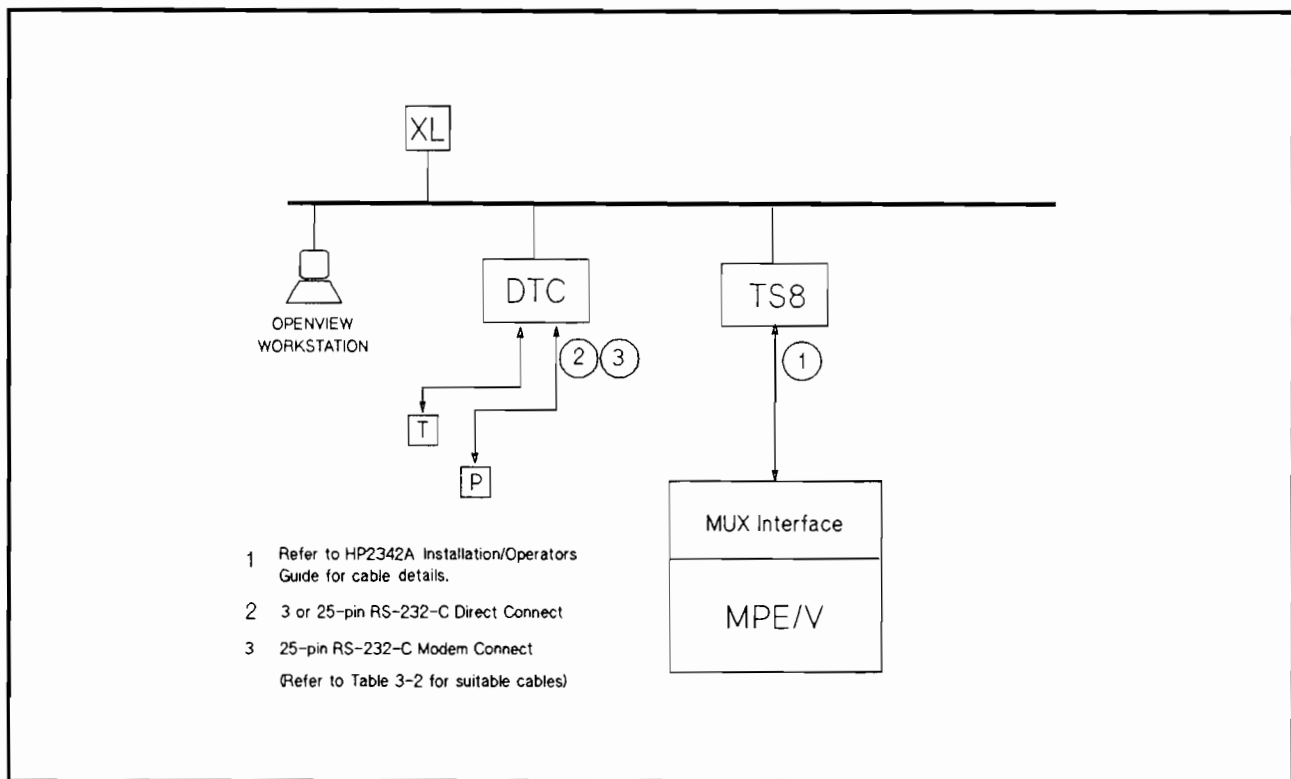 XL
DTC
TS8
OPENVIEW
WORKSTATION
2 3
1
T
P
MUX Interface
MPE/V
1 Refer to HP2342A Installation/Operators
Guide for cable details.
2 3 or 25-pin RS-232-C Direct Connect
3 25-pin RS-232-C Modem Connect
(Refer to Table 3-2 for suitable cables)